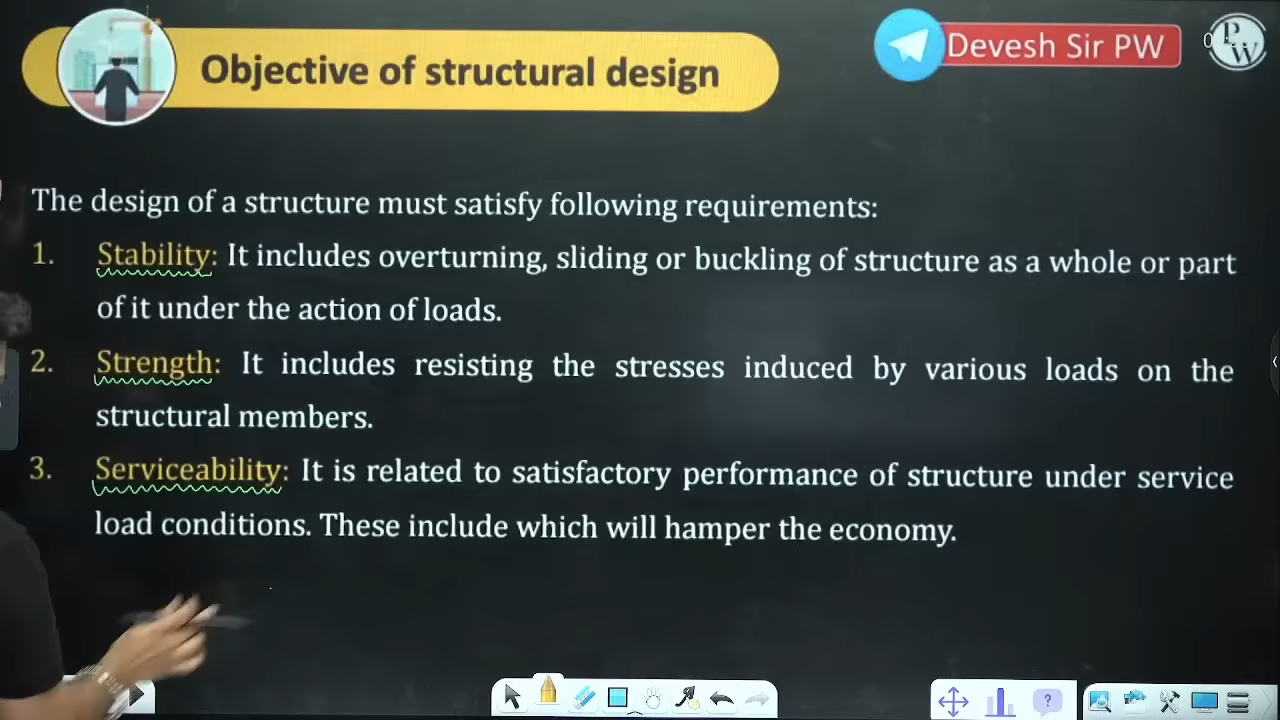 Objective of structural design
Devesh Sir PW
PW
The design of a structure must satisfy following requirements:
1. Stability: It includes overturning, sliding or buckling of structure as a whole or part
of it under the action of loads.
2. Strength: It includes resisting the stresses induced by various loads on the
structural members.
3. Serviceability: It is related to satisfactory performance of structure under service
load conditions. These include which will hamper the economy.